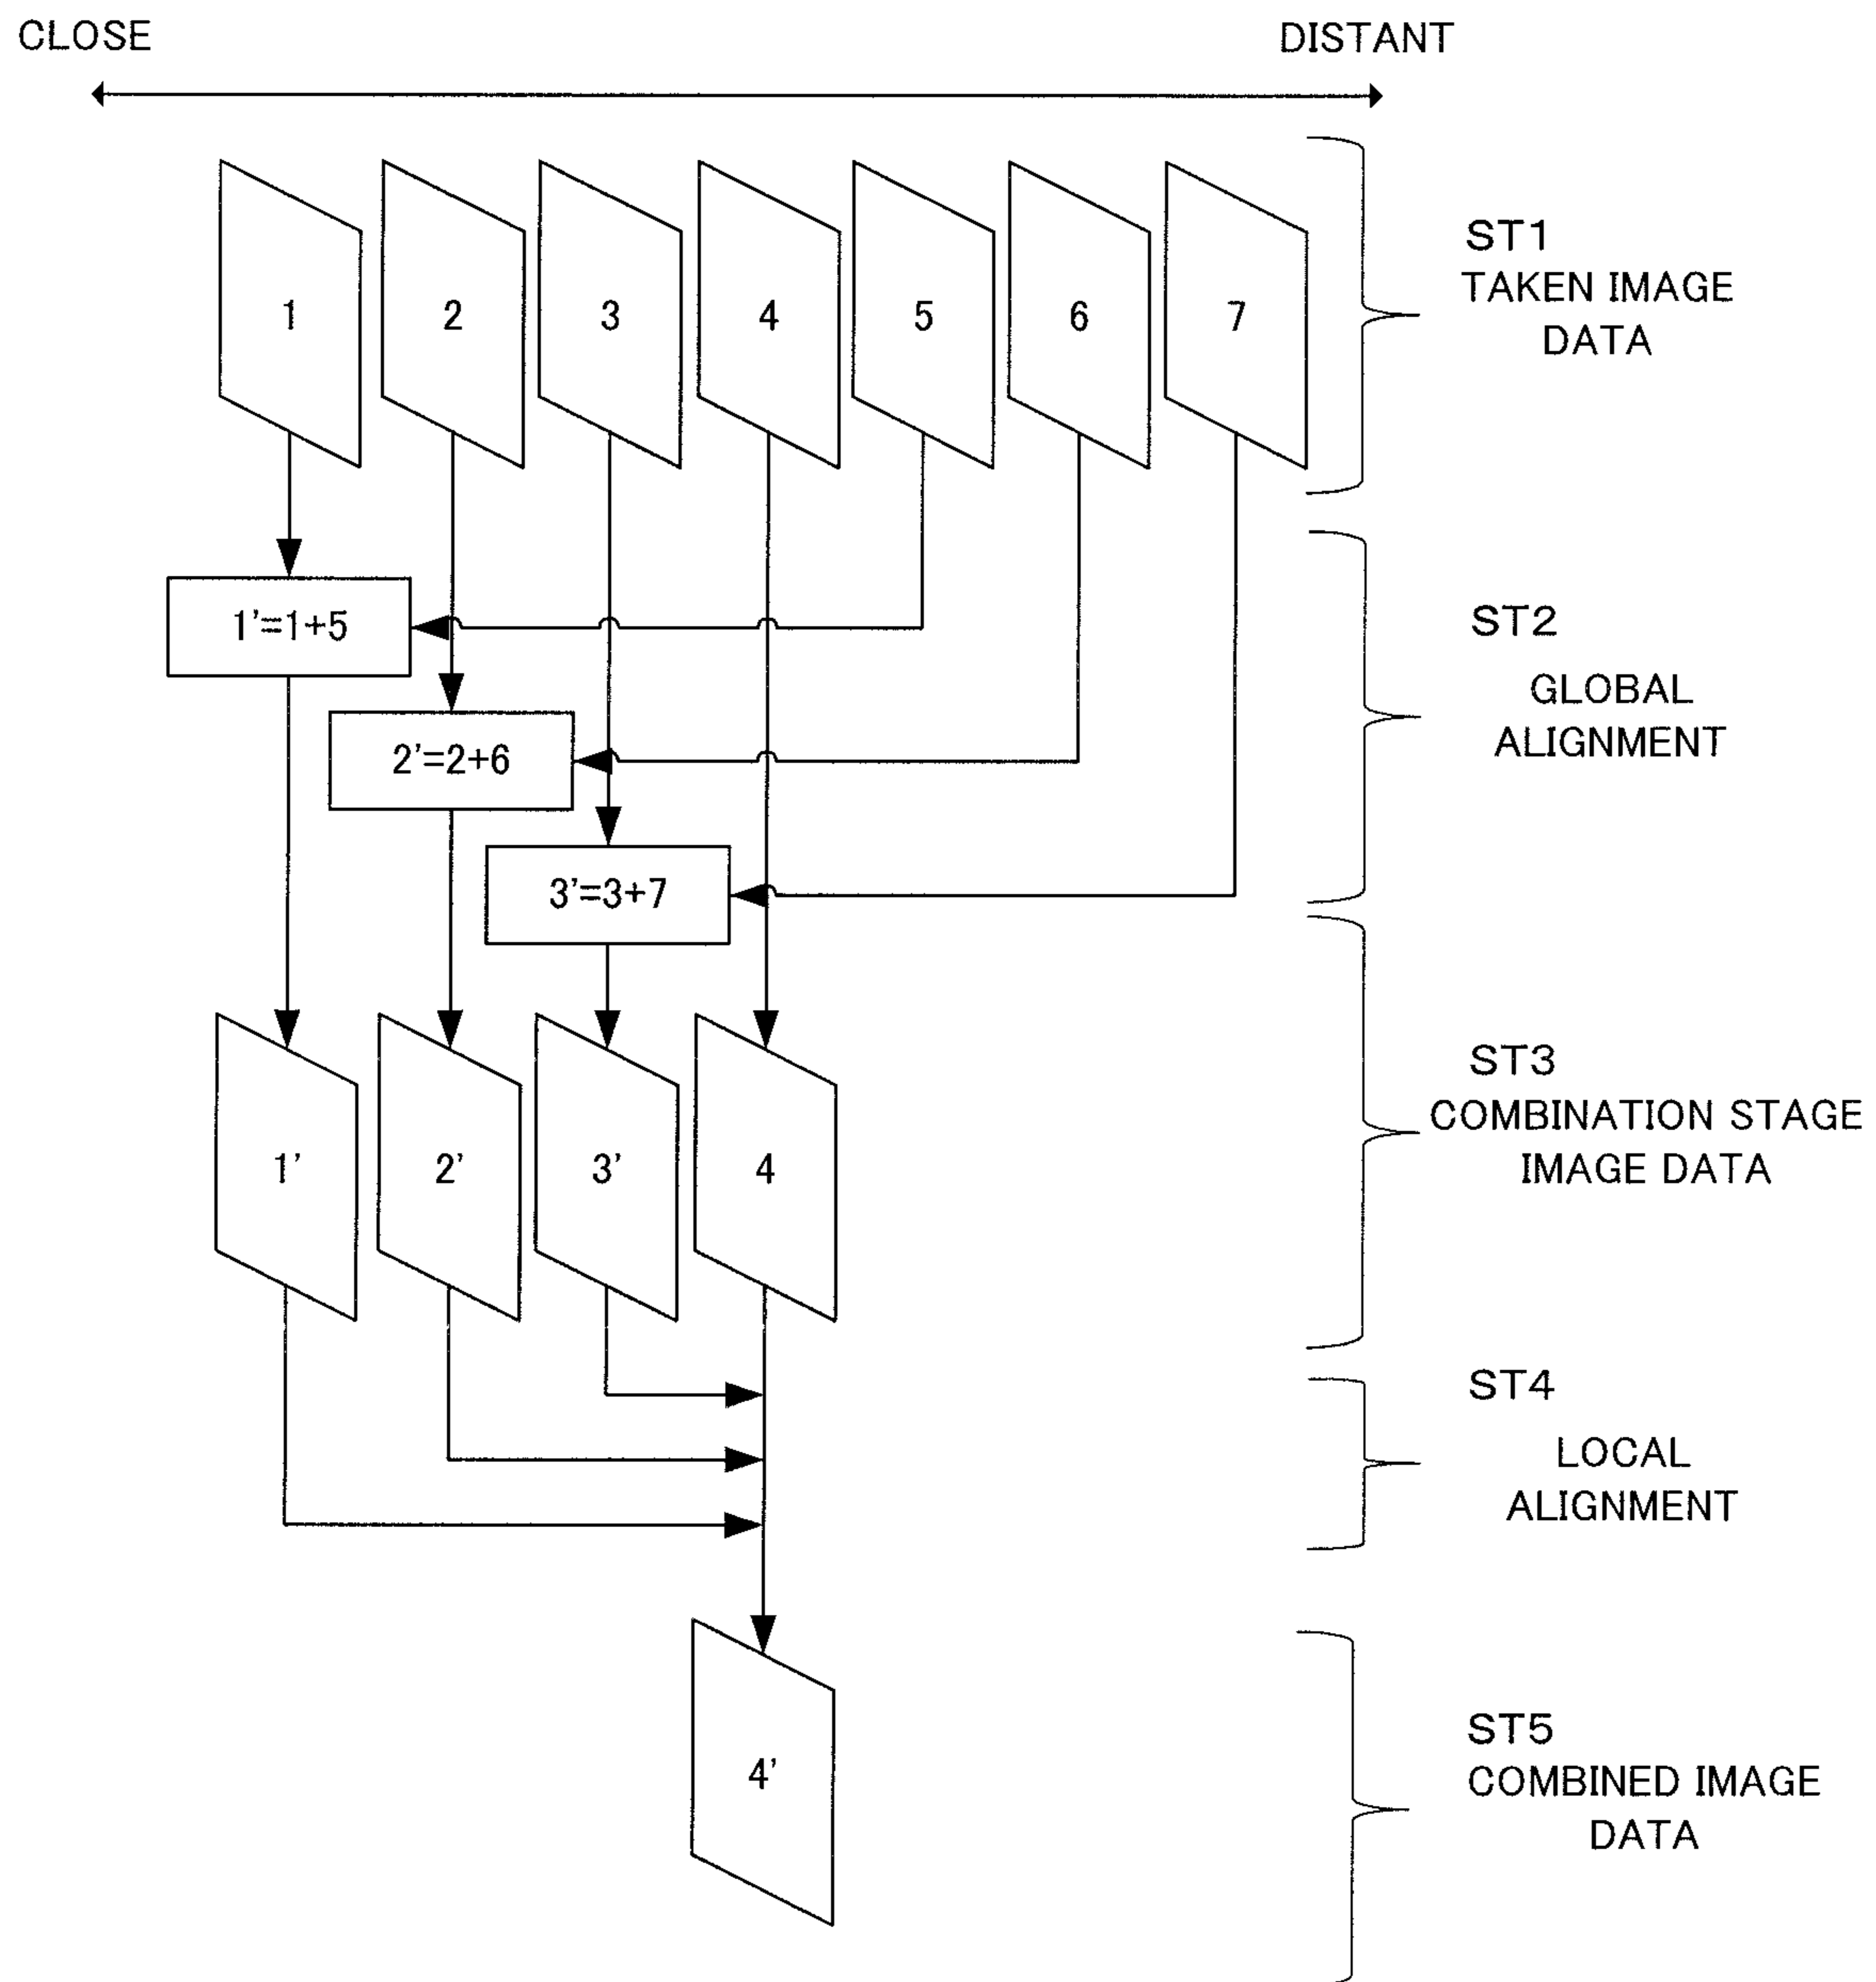 CLOSE
DISTANT
1
2
3
4
5
6
7
ST1
TAKEN IMAGE
DATA
1'=1+5
2'=2+6
3'=3+7
ST2
GLOBAL
ALIGNMENT
1'
2'
3'
4
ST3
COMBINATION STAGE
IMAGE DATA
ST4
LOCAL
ALIGNMENT
4'
ST5
COMBINED IMAGE
DATA